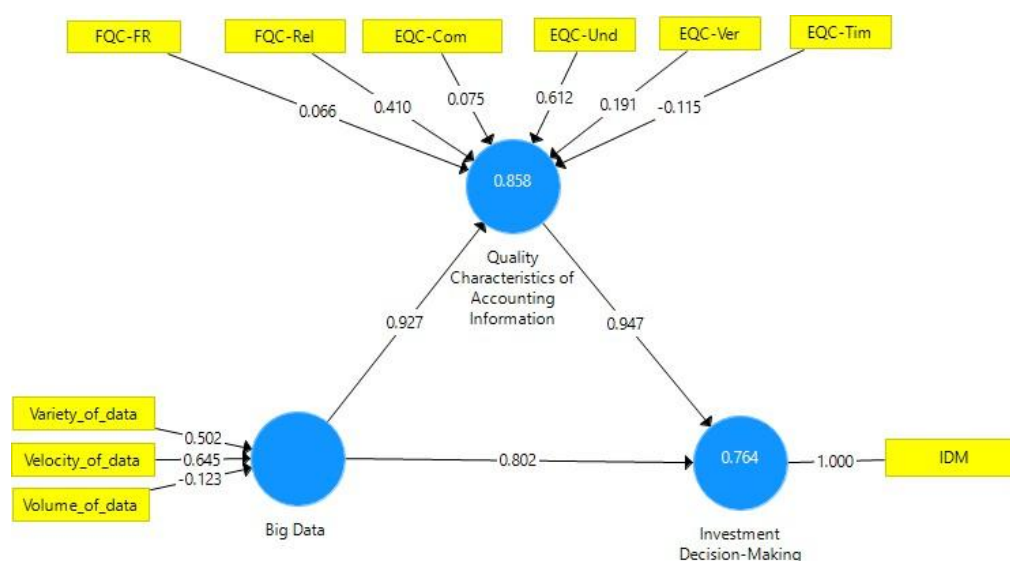 FQC-FR
FQC-Rel
EQC-Com
EQC-Und
EQC-Ver
EQC-Tim
0.066
0.410
0.075
0.612
0.191
-0.115
0.858
Quality
Characteristics of
Accounting
Information
0.927
0.947
Variety_of_data
0.502
Velocity_of_data
0.645
Volume_of_data
-0.123
Big Data
0.802
0.764
1.000
IDM
Investment
Decision-Making